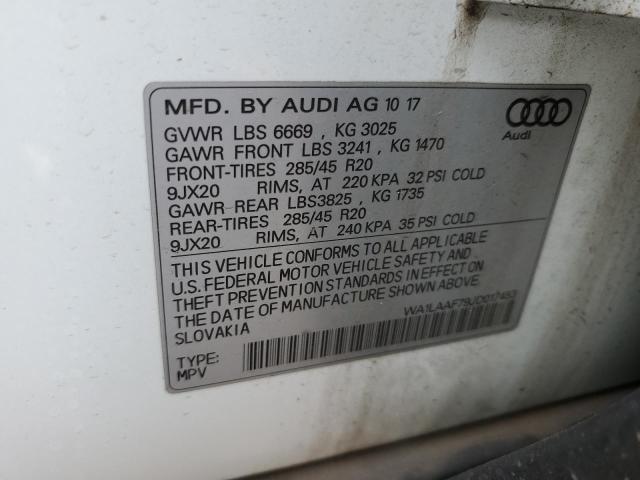 MFD. BY AUDI AG 10 17
GVWR LBS 6669, KG 3025
GAWR FRONT LBS 3241, KG 1470
FRONT-TIRES 285/45 R20
9JX20 RIMS, AT 220 KPA 32 PSI COLD
GAWR-REAR LBS3825, KG 1735
REAR-TIRES 285/45 R20
9JX20 RIMS, AT 240 KPA 35 PSI COLD
Audi
THIS VEHICLE CONFORMS TO ALL APPLICABLE
U.S. FEDERAL MOTOR VEHICLE SAFETY AND
THEFT PREVENTION STANDARDS IN EFFECT ON
THE DATE OF MANUFACTURE SHOWN ABOVE.
SLOVAKIA
WA1LAAF79JD017453
TYPE:
MPV